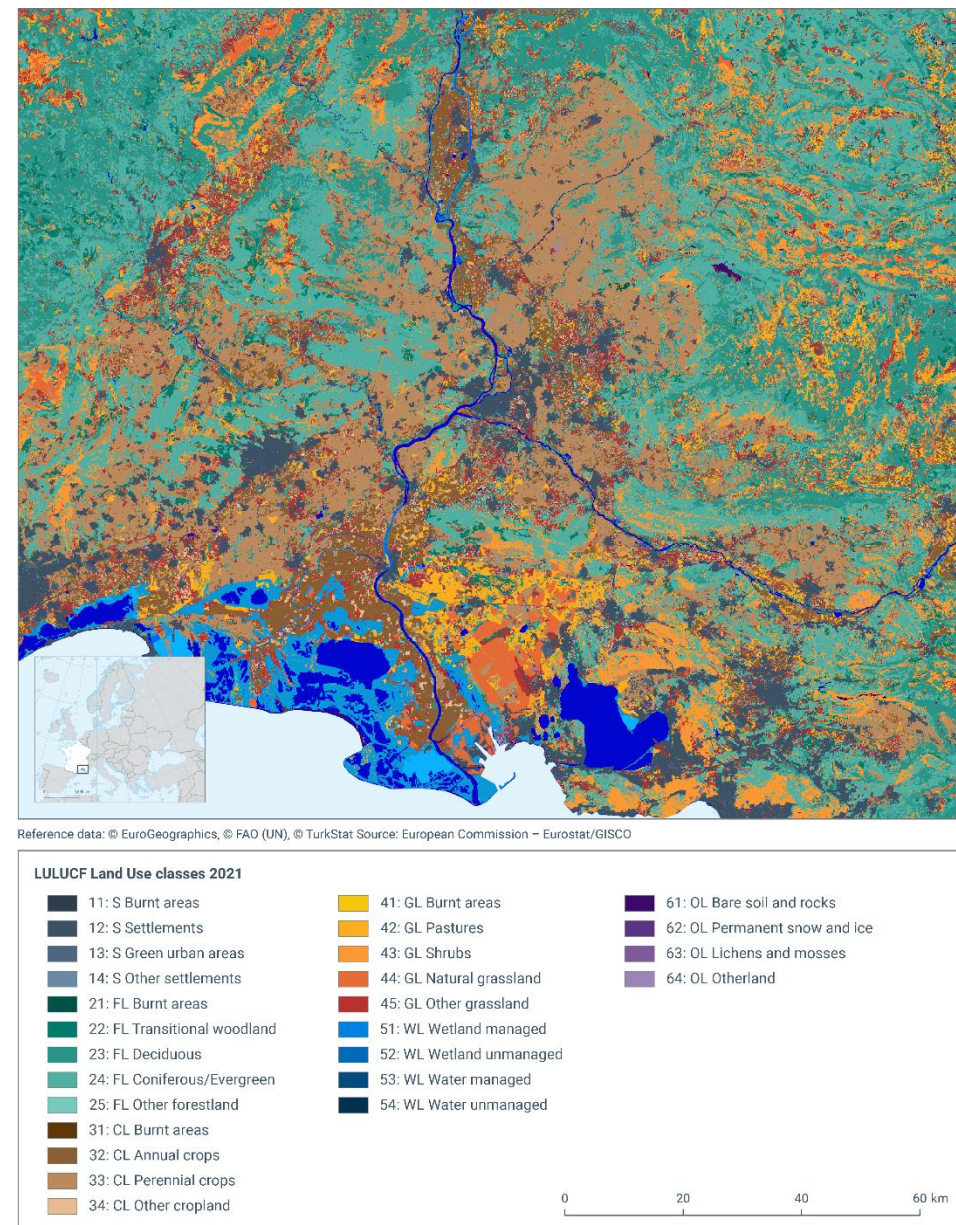 Reference data: © EuroGeographics, © FAO (UN), © TurkStat Source: European Commission – Eurostat/GISCO
LULUCF Land Use classes 2021
11: S Burnt areas
12: S Settlements
13: S Green urban areas
14: S Other settlements
21: FL Burnt areas
22: FL Transitional woodland
23: FL Deciduous
24: FL Coniferous/Evergreen
25: FL Other forestland
31: CL Burnt areas
32: CL Annual crops
33: CL Perennial crops
34: CL Other cropland
41: GL Burnt areas
42: GL Pastures
43: GL Shrubs
44: GL Natural grassland
45: GL Other grassland
51: WL Wetland managed
52: WL Wetland unmanaged
53: WL Water managed
54: WL Water unmanaged
61: OL Bare soil and rocks
62: OL Permanent snow and ice
63: OL Lichens and mosses
64: OL Otherland
0 20 40 60 km